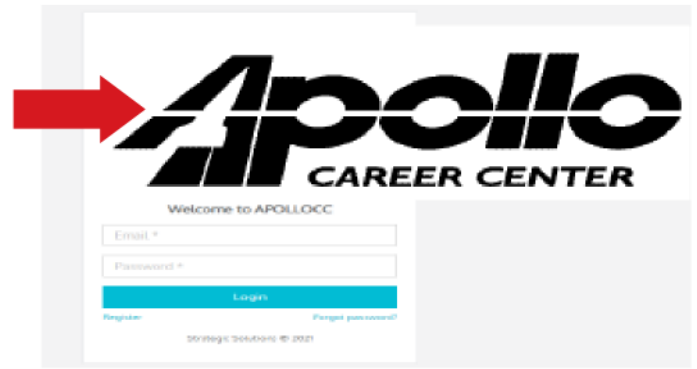 Apollo
CAREER CENTER
Welcome to APOLLOCC
Email *
Password *
Login
Register Forgot password?
Strategic Solutions © 2021